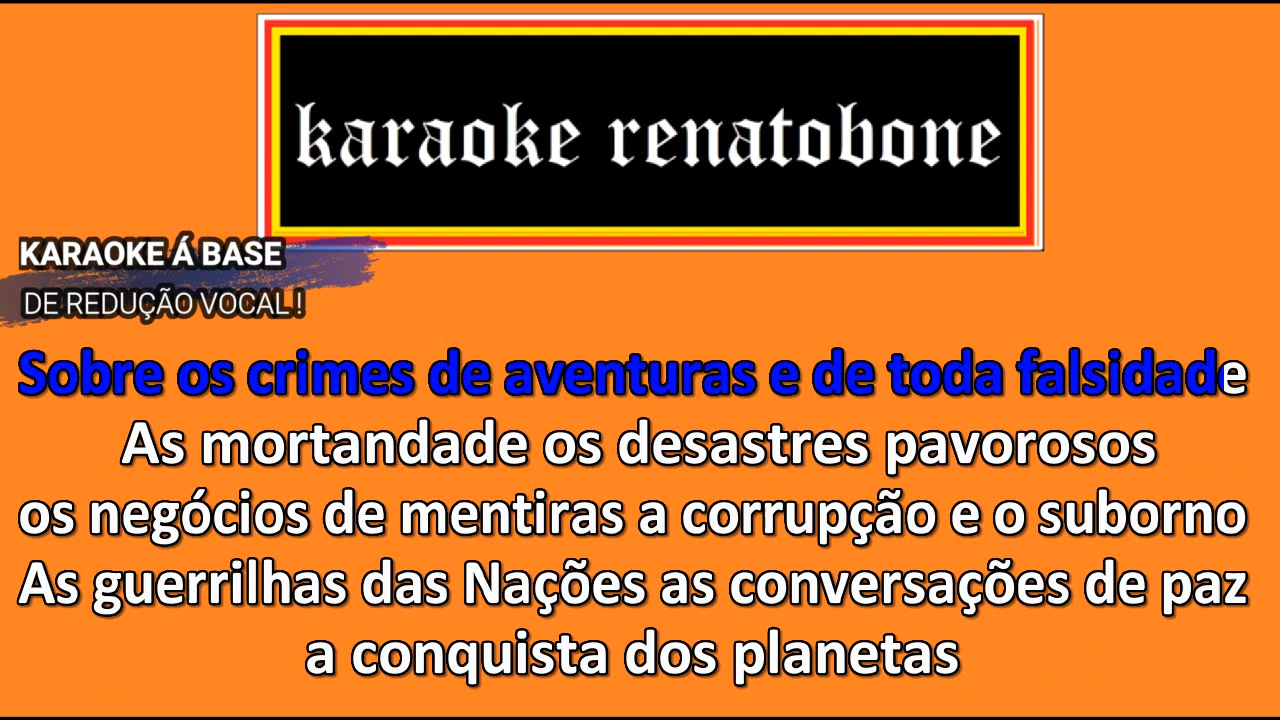 karaoke renatobone
KARAOKE Á BASE
DE REDUÇÃO VOCAL !
Sobre os crimes de aventuras e de toda falsidade
As mortandade os desastres pavorosos
os negócios de mentiras a corrupção e o suborno
As guerrilhas das Nações as conversações de paz
a conquista dos planetas